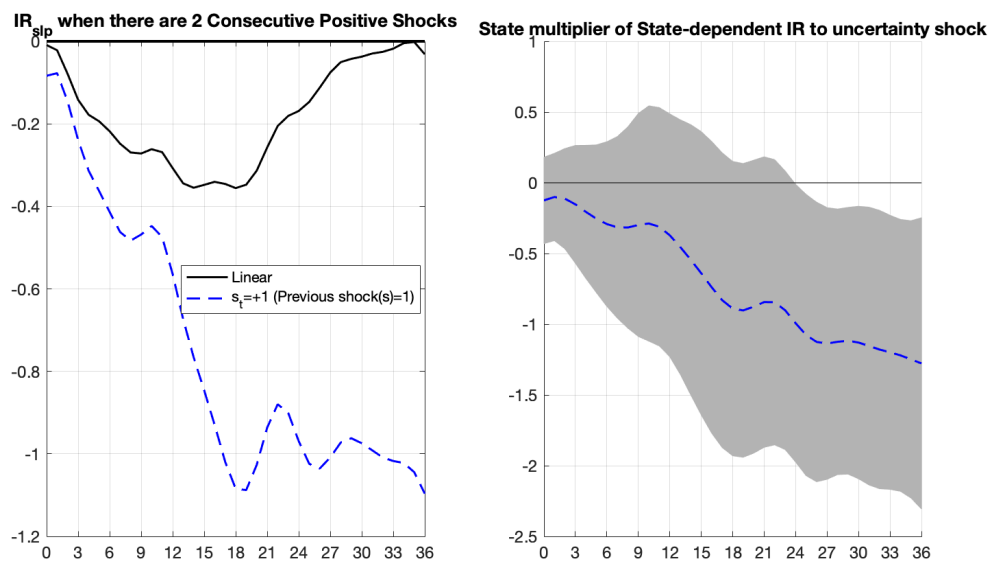 IR_slp when there are 2 Consecutive Positive Shocks
0
-0.2
-0.4
-0.6
-0.8
-1
-1.2
0 3 6 9 12 15 18 21 24 27 30 33 36
Linear
s_t=+1 (Previous shock(s)=1)
State multiplier of State-dependent IR to uncertainty shock
1
0.5
0
-0.5
-1
-1.5
-2
-2.5
0 3 6 9 12 15 18 21 24 27 30 33 36